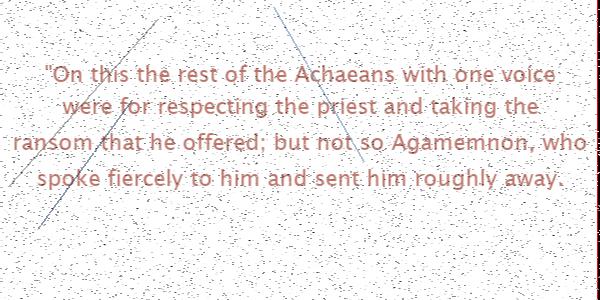 "On this the rest of the Achaeans with one voice
were for respecting the priest and taking the
ransom that he offered; but not so Agamemnon, who
spoke fiercely to him and sent him roughly away.